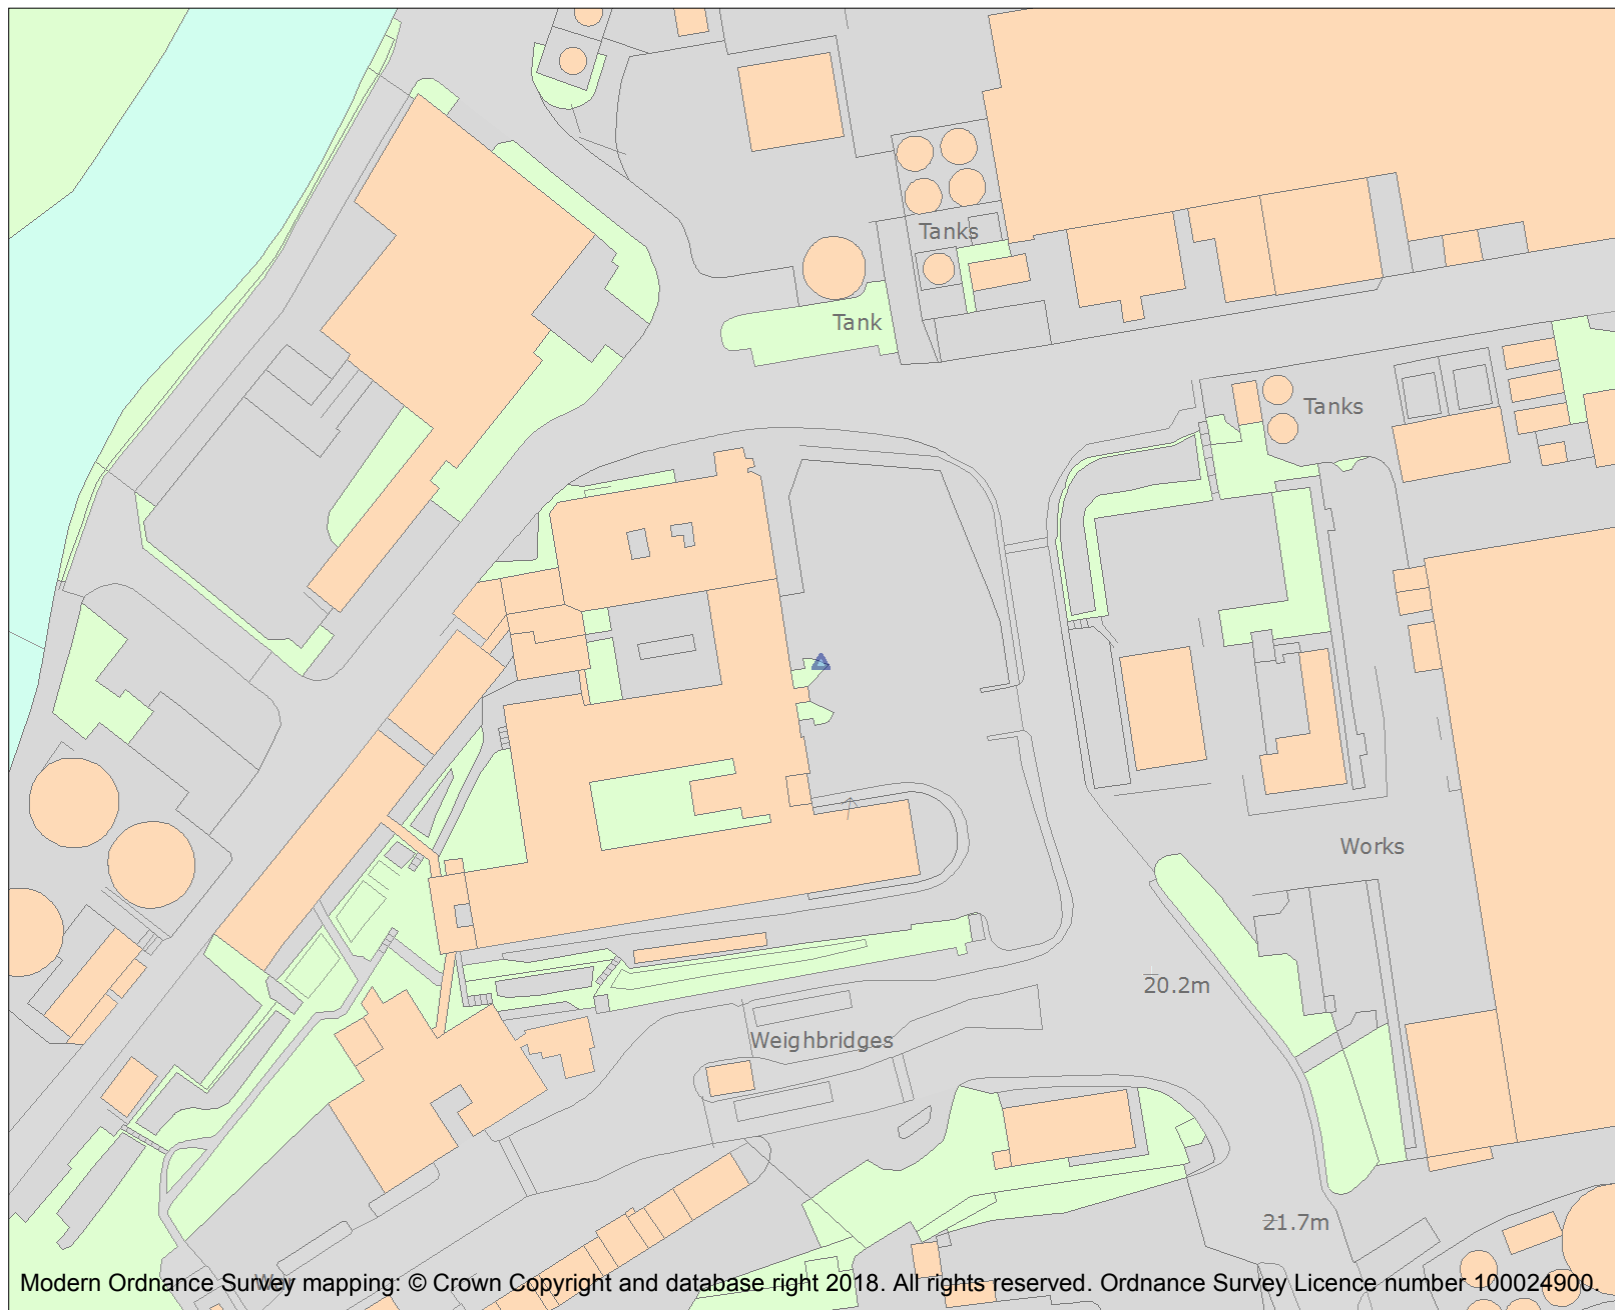 Tanks
Tank
Tanks
Works
20.2m
Weighbridges
21.7m
Modern Ordnance Survey mapping: © Crown Copyright and database right 2018. All rights reserved. Ordnance Survey Licence number 100024900.